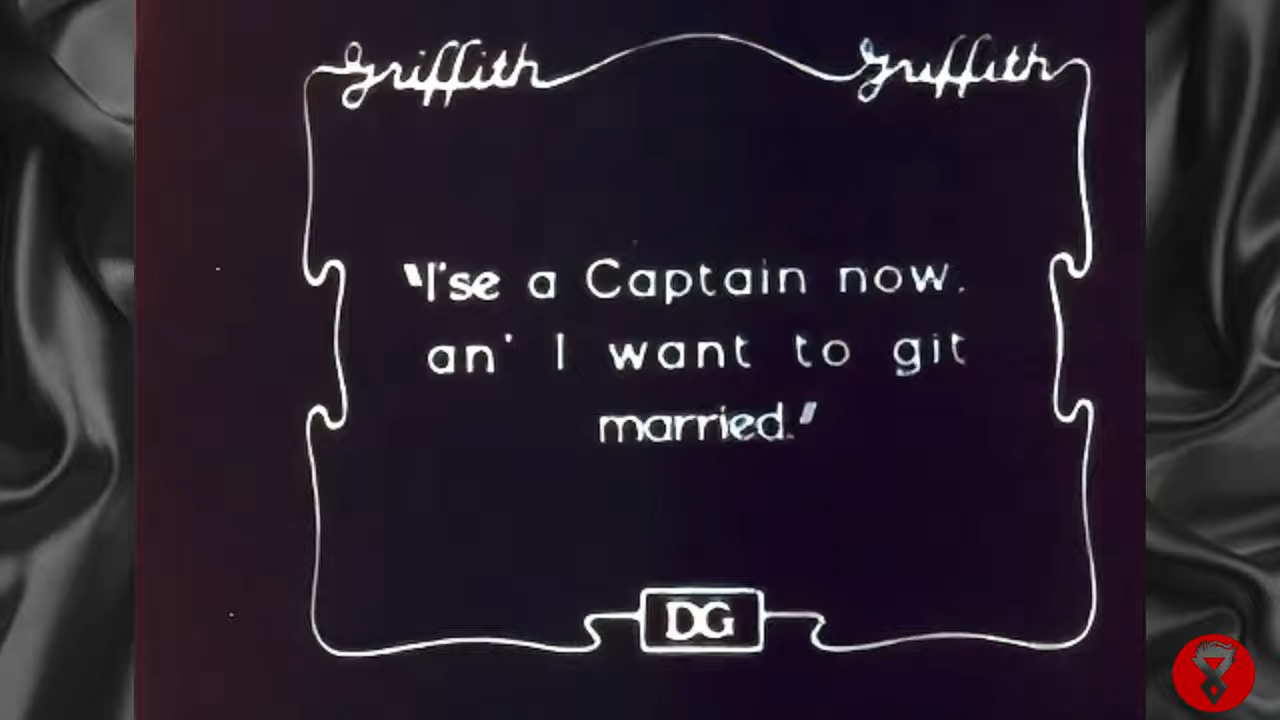 Griffith Griffith
"I'se a Captain now.
an' I want to git
married."
DG